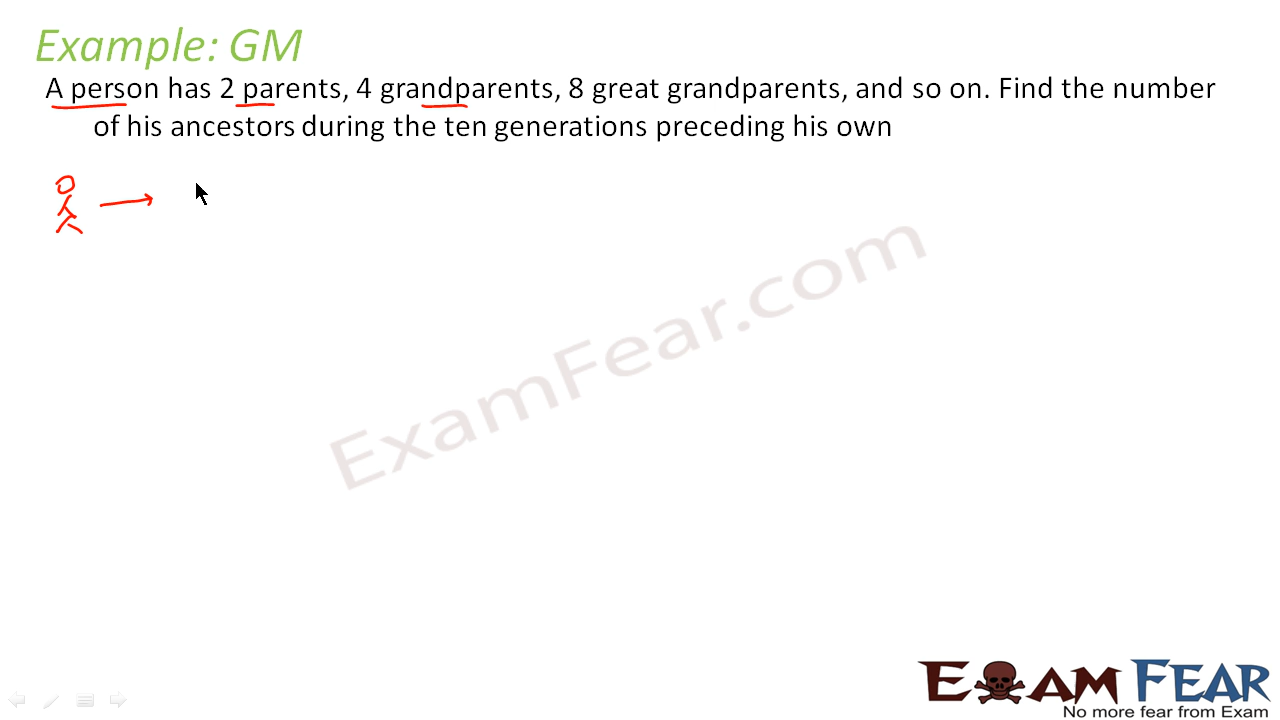 Example: GM
A person has 2 parents, 4 grandparents, 8 great grandparents, and so on. Find the number
of his ancestors during the ten generations preceding his own
ExamFear.com
EXAM FEAR
No more fear from Exam